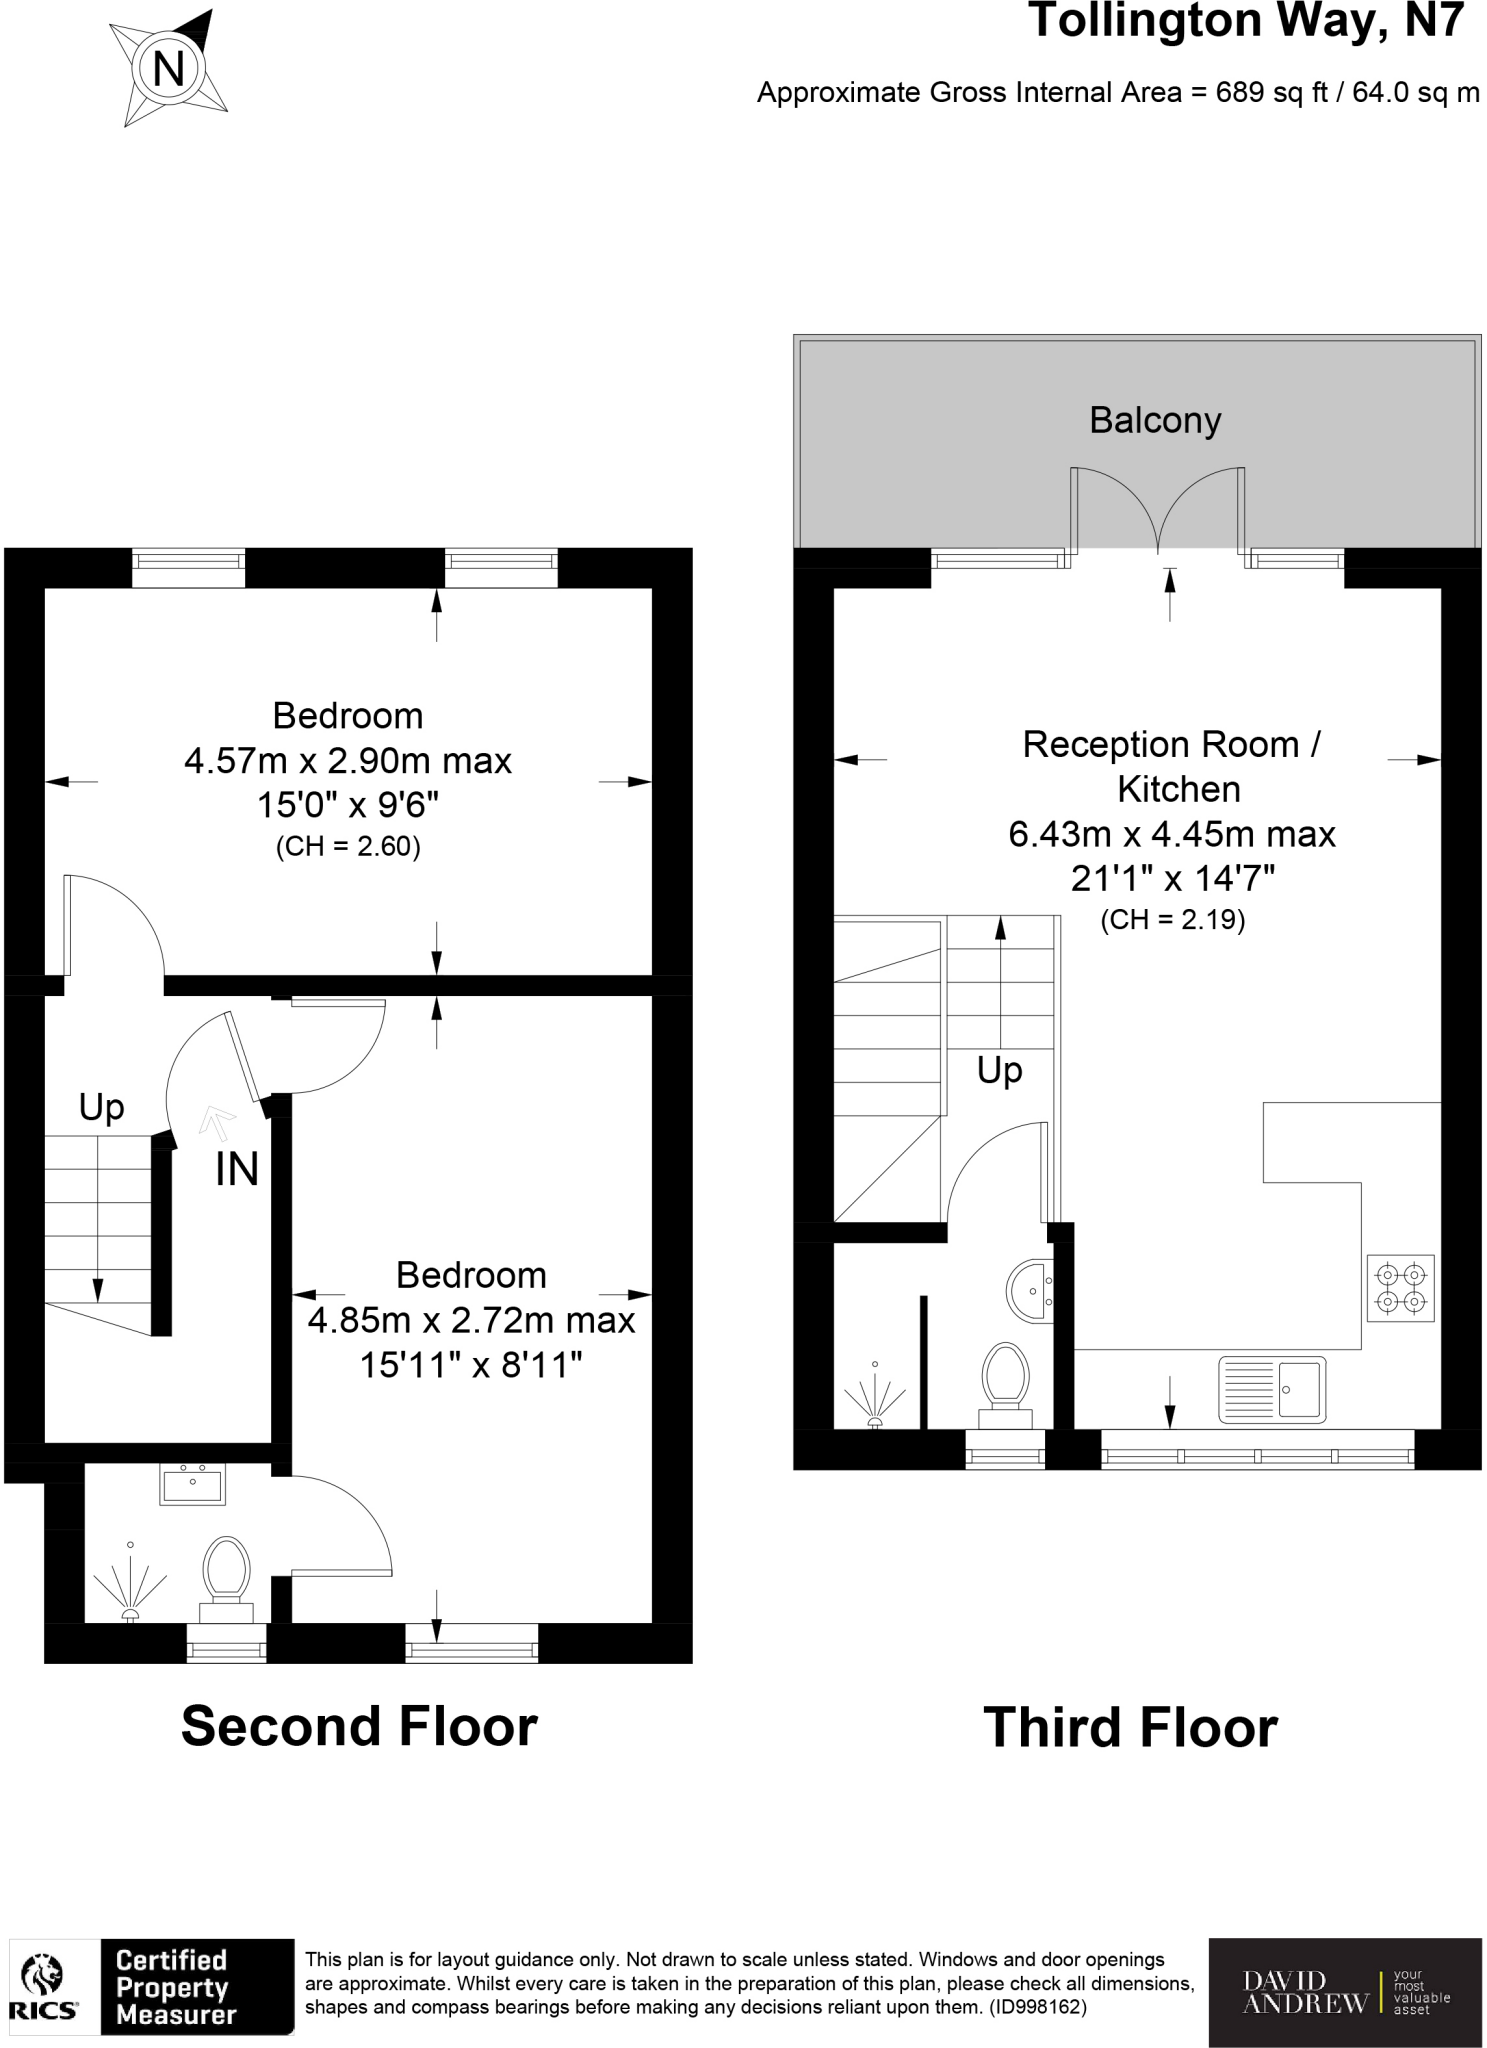 N
Tollington Way, N7
Approximate Gross Internal Area = 689 sq ft / 64.0 sq m
Balcony
Bedroom
4.57m x 2.90m max
15'0" x 9'6"
(CH = 2.60)
Reception Room /
Kitchen
6.43m x 4.45m max
21'1" x 14'7"
(CH = 2.19)
Up
Up
IN
Bedroom
4.85m x 2.72m max
15'11" x 8'11"
Second Floor
Third Floor
RICS
Certified
Property
Measurer
This plan is for layout guidance only. Not drawn to scale unless stated. Windows and door openings
are approximate. Whilst every care is taken in the preparation of this plan, please check all dimensions,
shapes and compass bearings before making any decisions reliant upon them. (ID998162)
DAVID
ANDREW
your
most
valuable
asset